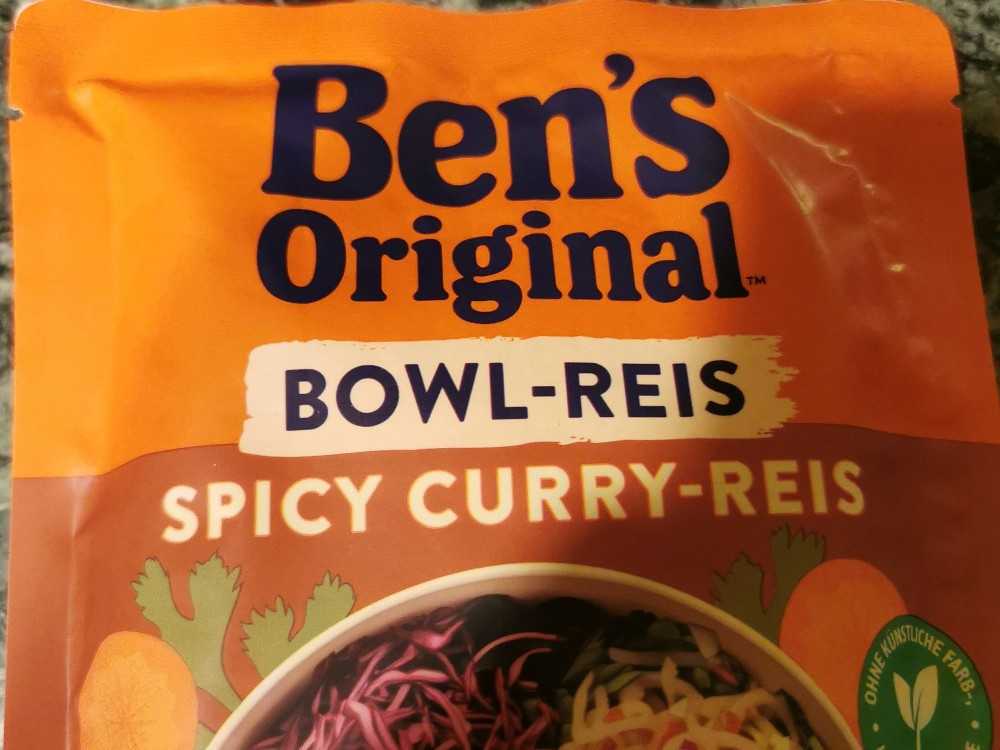 Ben's
Original™
BOWL-REIS
SPICY CURRY-REIS
OHNE KÜNSTLICHE FARB-,